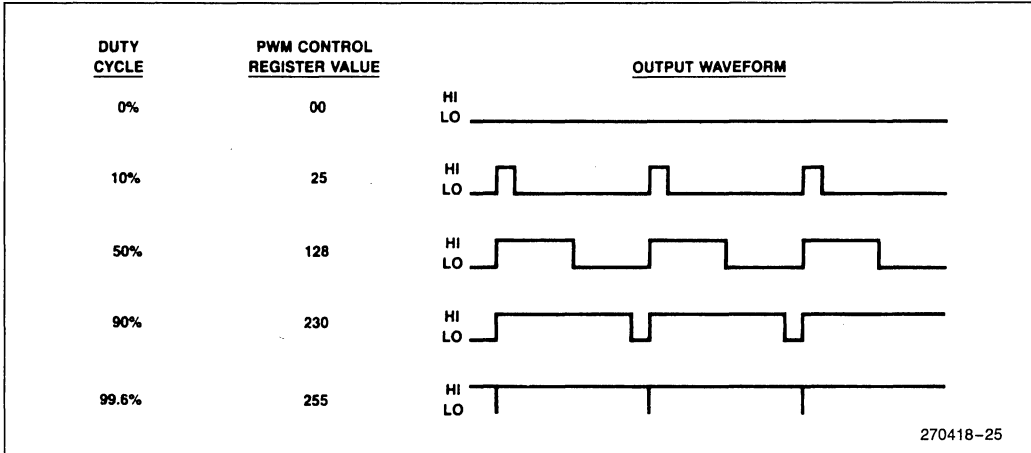 DUTY CYCLE PWM CONTROL REGISTER VALUE OUTPUT WAVEFORM
0% 00 HI LO
10% 25 HI LO
50% 128 HI LO
90% 230 HI LO
99.6% 255 HI LO
270418-25